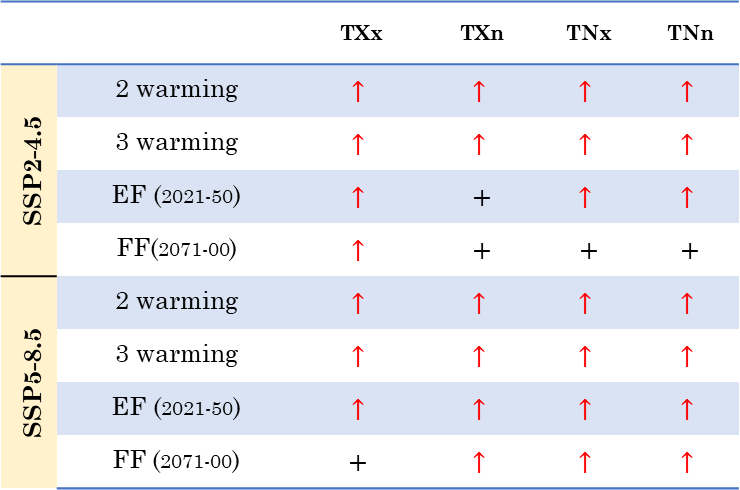 TXx TXn TNx TNn
SSP2-4.5
2 warming ↑ ↑ ↑ ↑
3 warming ↑ ↑ ↑ ↑
EF (2021-50) ↑ + ↑ ↑
FF(2071-00) ↑ + + +
SSP5-8.5
2 warming ↑ ↑ ↑ ↑
3 warming ↑ ↑ ↑ ↑
EF (2021-50) ↑ ↑ ↑ ↑
FF (2071-00) + ↑ ↑ ↑